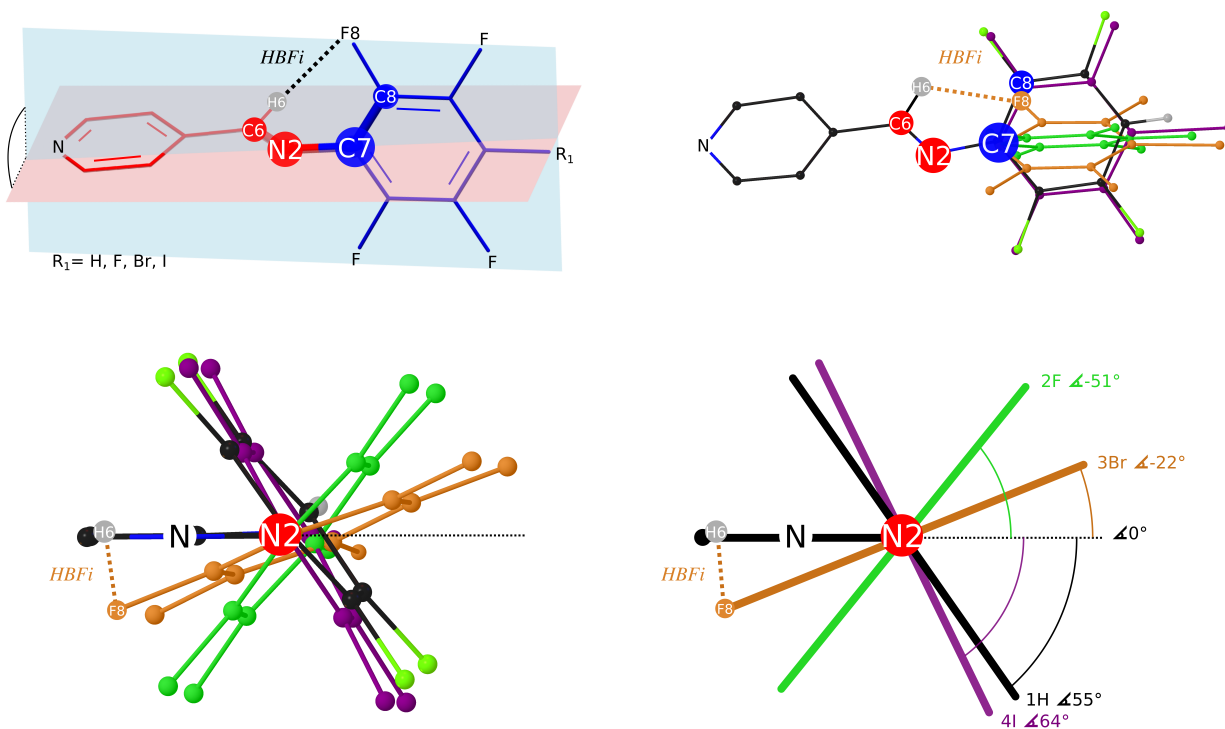 F8
F
HBFi
H6
C8
C6
N
N2
C7
R₁
F
F
R₁= H, F, Br, I
HBFi
C8
H6
F8
C6
N
N2
C7
H6
N
N2
HBFi
F8
2F ∡-51°
3Br ∡-22°
H6
N
N2
∡0°
HBFi
F8
1H ∡55°
4I ∡64°